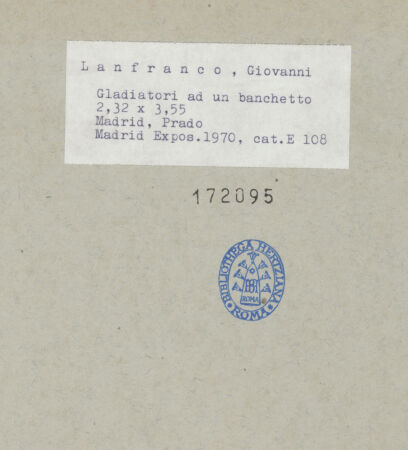 Lanfranco, Giovanni
Gladiatori ad un banchetto
2,32 x 3,55
Madrid, Prado
Madrid Expos.1970, cat.E 108
172095
BIBLIOTHECA HERTZIANA
ROMA
ROMA